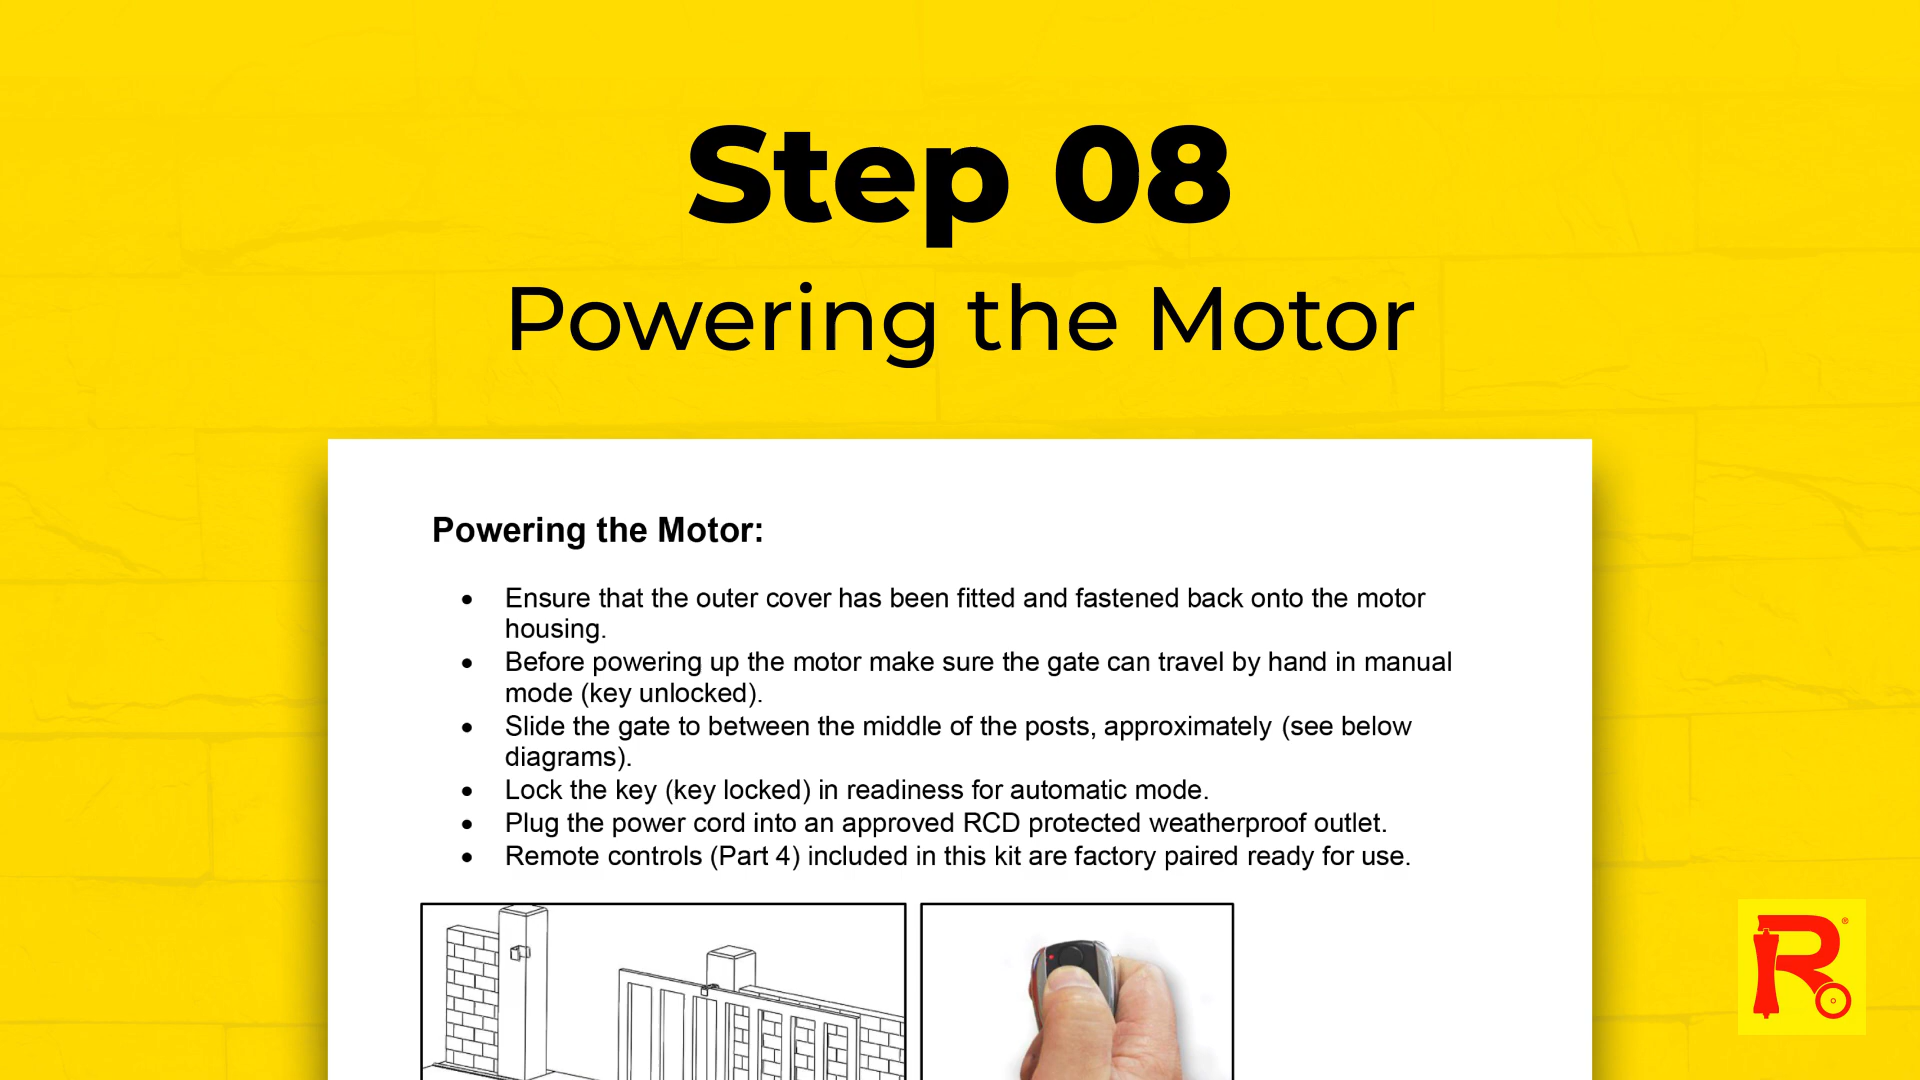 Step 08
Powering the Motor
Powering the Motor:
• Ensure that the outer cover has been fitted and fastened back onto the motor
housing.
• Before powering up the motor make sure the gate can travel by hand in manual
mode (key unlocked).
• Slide the gate to between the middle of the posts, approximately (see below
diagrams).
• Lock the key (key locked) in readiness for automatic mode.
• Plug the power cord into an approved RCD protected weatherproof outlet.
• Remote controls (Part 4) included in this kit are factory paired ready for use.
R®